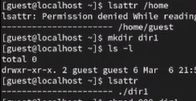 [guest@localhost ~]$ lsattr /home
lsattr: Permission denied While reading
-------------------- /home/guest
[guest@localhost ~]$ mkdir dir1
[guest@localhost ~]$ ls -l
total 0
drwxr-xr-x. 2 guest guest 6 Mar 6 21:5
[guest@localhost ~]$ lsattr
-------------------- ./dir1